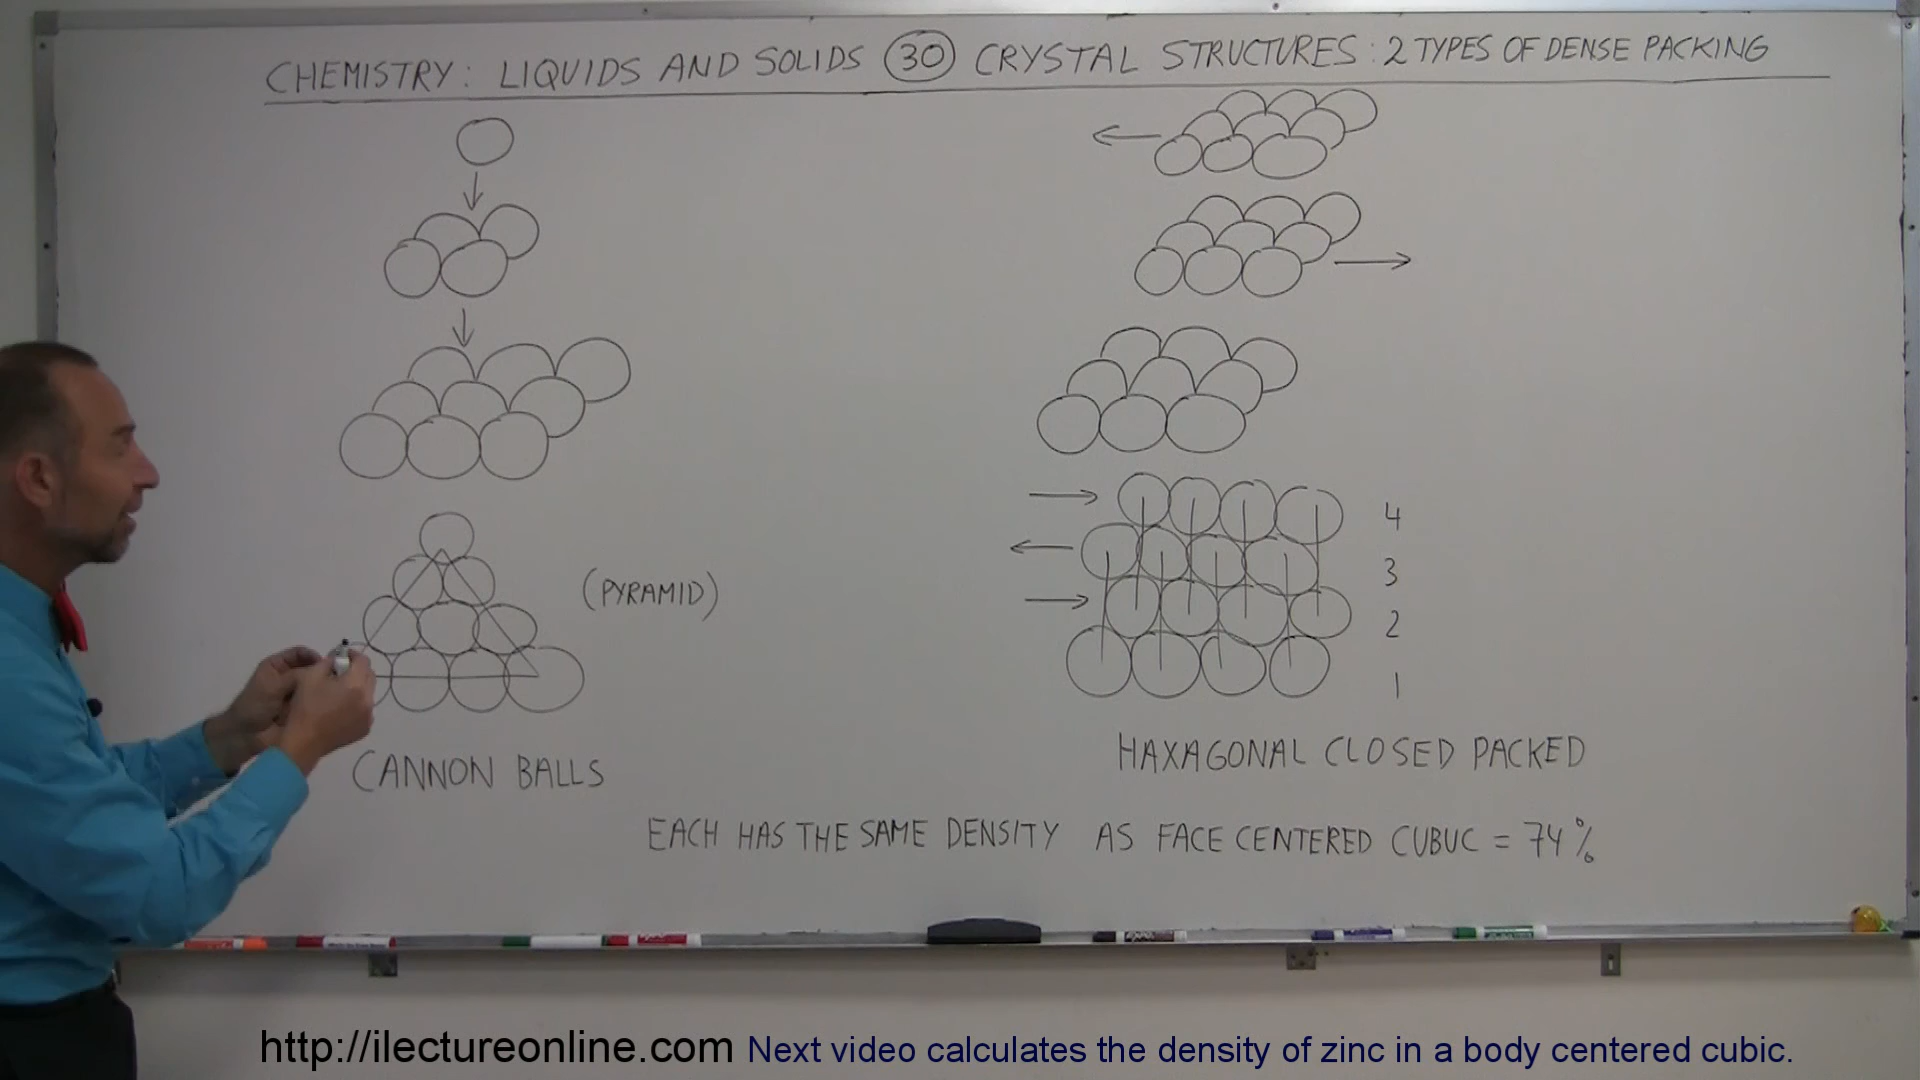 CHEMISTRY: LIQUIDS AND SOLIDS 30 CRYSTAL STRUCTURES: 2 TYPES OF DENSE PACKING
(PYRAMID)
CANNON BALLS
4
3
2
1
HAXAGONAL CLOSED PACKED
EACH HAS THE SAME DENSITY AS FACE CENTERED CUBUC = 74%
http://ilectureonline.com Next video calculates the density of zinc in a body centered cubic.